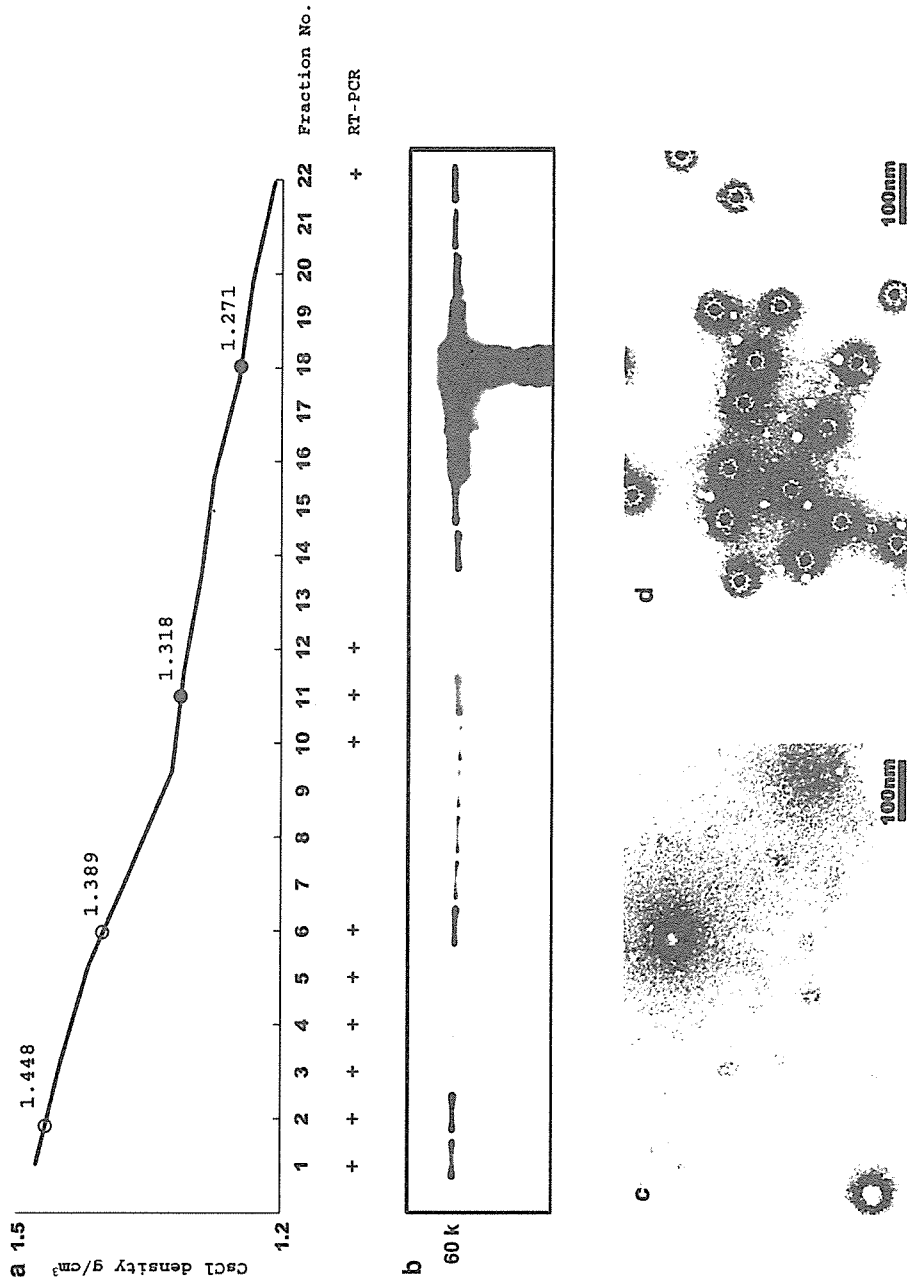 a
1.5
1.2
CsCl density g/cm³
1.448
1.389
1.318
1.271
1 2 3 4 5 6 7 8 9 10 11 12 13 14 15 16 17 18 19 20 21 22 Fraction No.
+ + + + + + + + + + RT-PCR
b
60 k
c
100nm
d
100nm